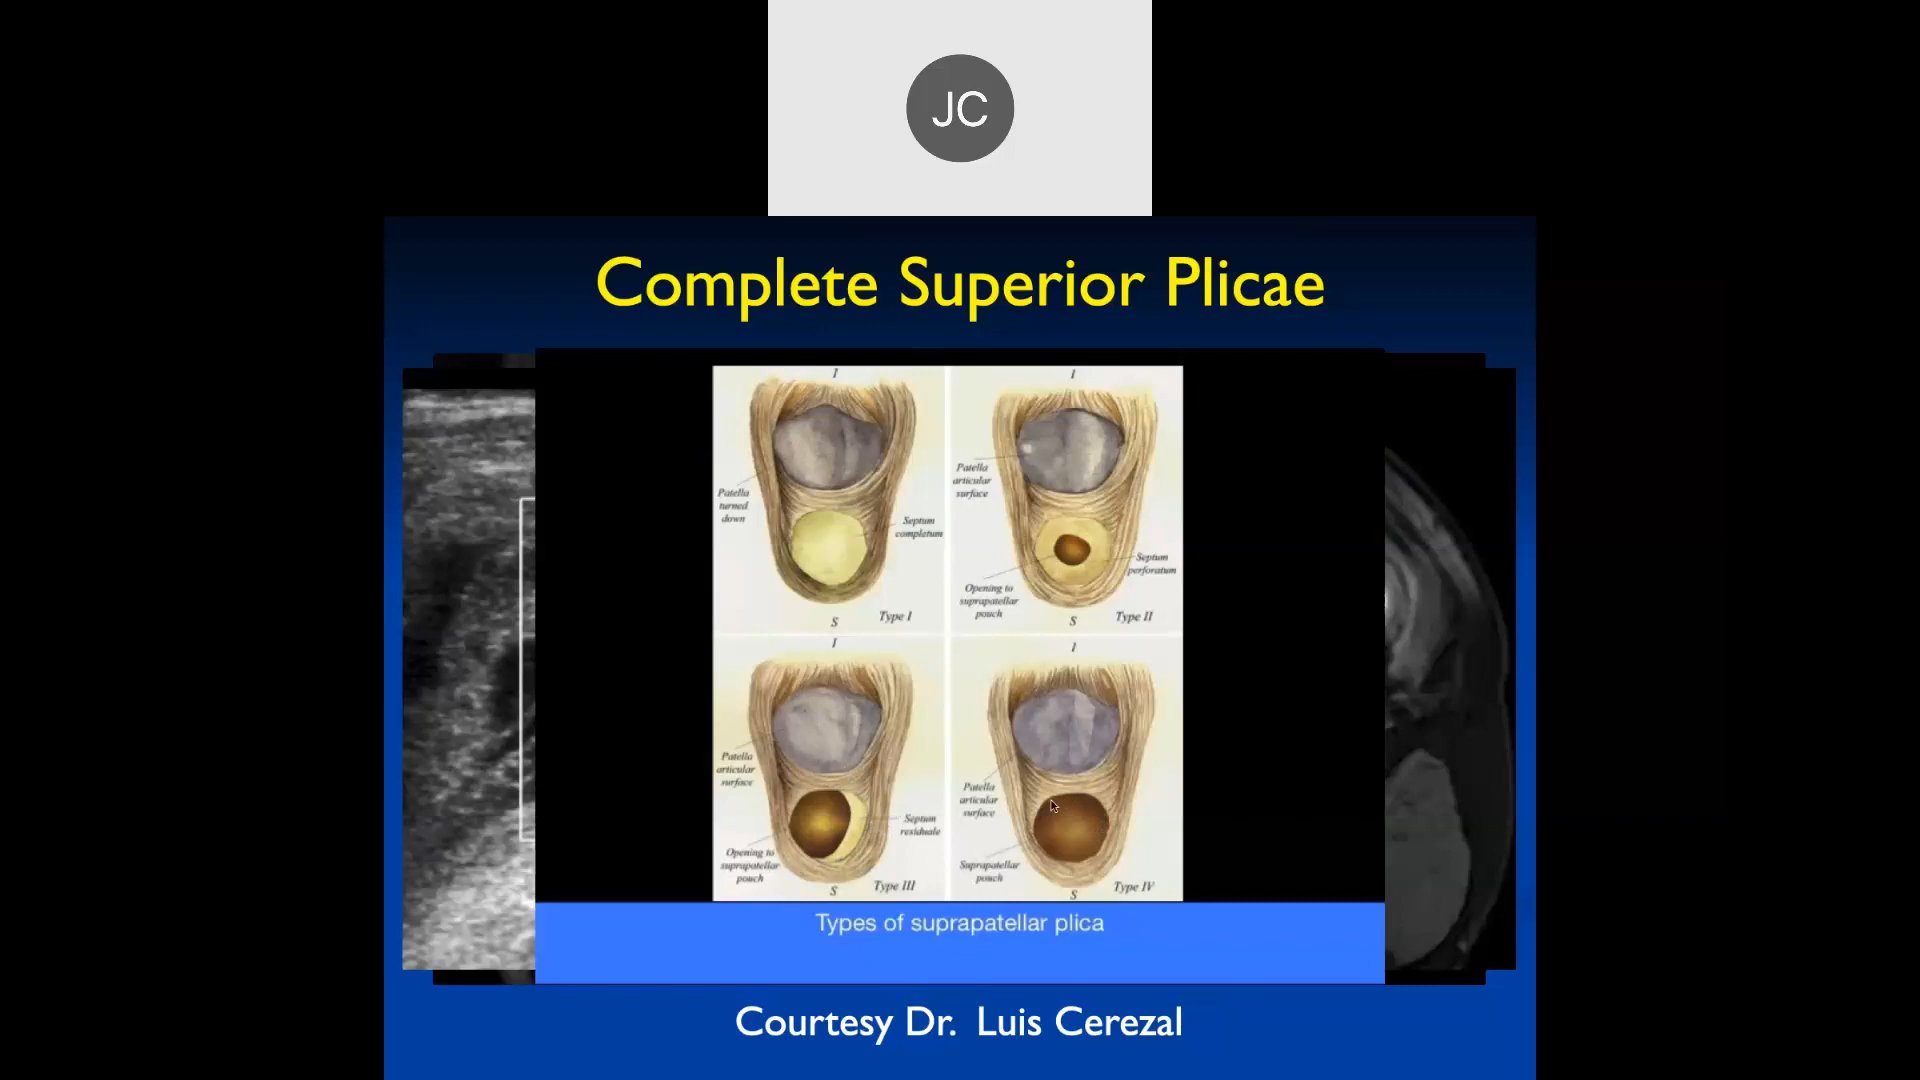 JC
Complete Superior Plicae
I
Patella
turned
down
Septum
completum
S
Type I
I
Patella
articular
surface
Septum
perforatum
Opening to
suprapatellar
pouch
S
Type II
I
Patella
articular
surface
Septum
residuale
Opening to
suprapatellar
pouch
S
Type III
I
Patella
articular
surface
Suprapatellar
pouch
S
Type IV
Types of suprapatellar plica
Courtesy Dr. Luis Cerezal